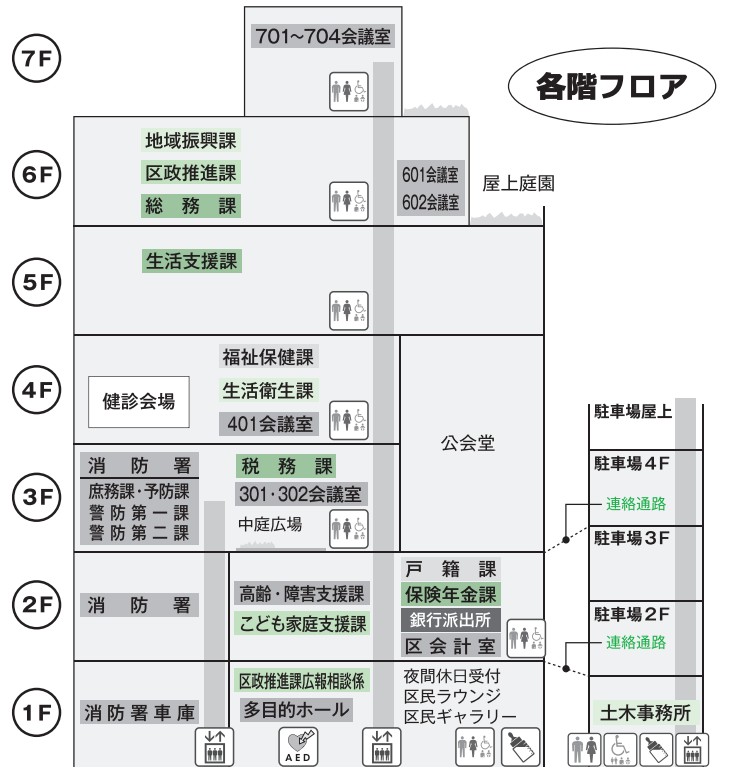 各階フロア
7F
701〜704会議室
6F
地域振興課
区政推進課
総務課
601会議室
602会議室
屋上庭園
5F
生活支援課
4F
健診会場
福祉保健課
生活衛生課
401会議室
公会堂
3F
消防署
庶務課・予防課
警防第一課
警防第二課
税務課
301・302会議室
中庭広場
2F
消防署
高齢・障害支援課
こども家庭支援課
戸籍課
保険年金課
銀行派出所
区会計室
1F
消防署車庫
区政推進課広報相談係
多目的ホール
夜間休日受付
区民ラウンジ
区民ギャラリー
AED
駐車場屋上
駐車場4F
連絡通路
駐車場3F
駐車場2F
連絡通路
土木事務所